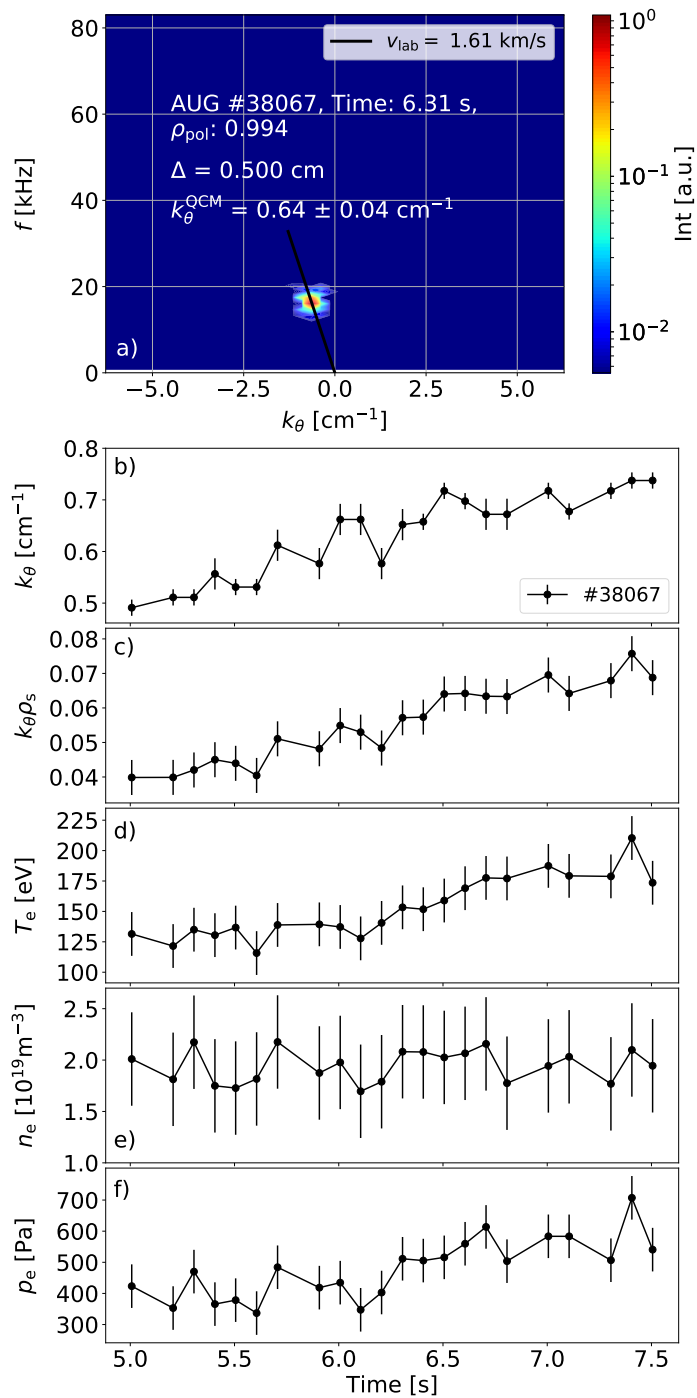 80
60
40
20
0
f [kHz]
v_lab = 1.61 km/s
AUG #38067, Time: 6.31 s,
ρ_pol: 0.994
Δ = 0.500 cm
k_θ^QCM = 0.64 ± 0.04 cm⁻¹
a)
−5.0 −2.5 0.0 2.5 5.0
k_θ [cm⁻¹]
10⁰
10⁻¹
10⁻²
Int [a.u.]
b)
0.8
0.7
0.6
0.5
k_θ [cm⁻¹]
#38067
c)
0.08
0.07
0.06
0.05
0.04
k_θρ_s
d)
225
200
175
150
125
100
T_e [eV]
2.5
2.0
1.5
1.0
n_e [10¹⁹m⁻³]
e)
f)
700
600
500
400
300
p_e [Pa]
5.0 5.5 6.0 6.5 7.0 7.5
Time [s]